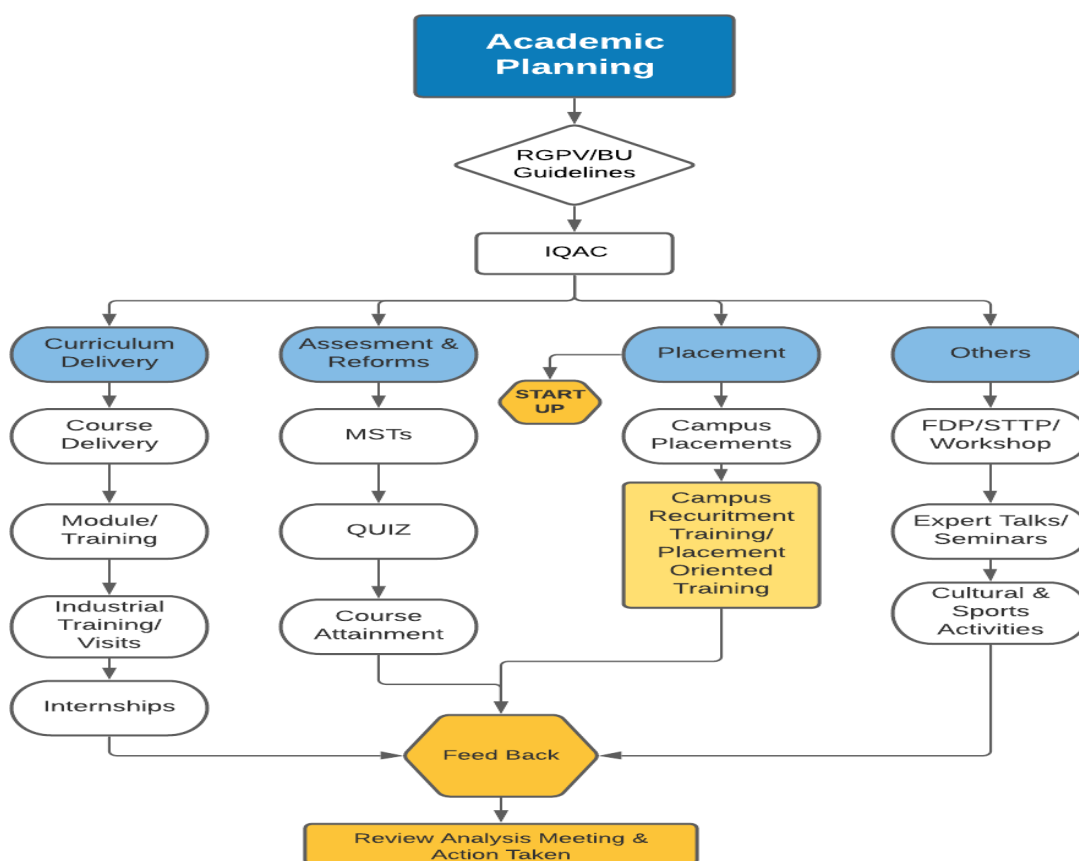 Academic
Planning
RGPV/BU
Guidelines
IQAC
Curriculum
Delivery
Assesment &
Reforms
Placement
Others
START
UP
Course
Delivery
MSTs
Campus
Placements
FDP/STTP/
Workshop
Module/
Training
QUIZ
Campus
Recuritment
Training/
Placement
Oriented
Training
Expert Talks/
Seminars
Industrial
Training/
Visits
Course
Attainment
Cultural &
Sports
Activities
Internships
Feed Back
Review Analysis Meeting &
Action Taken